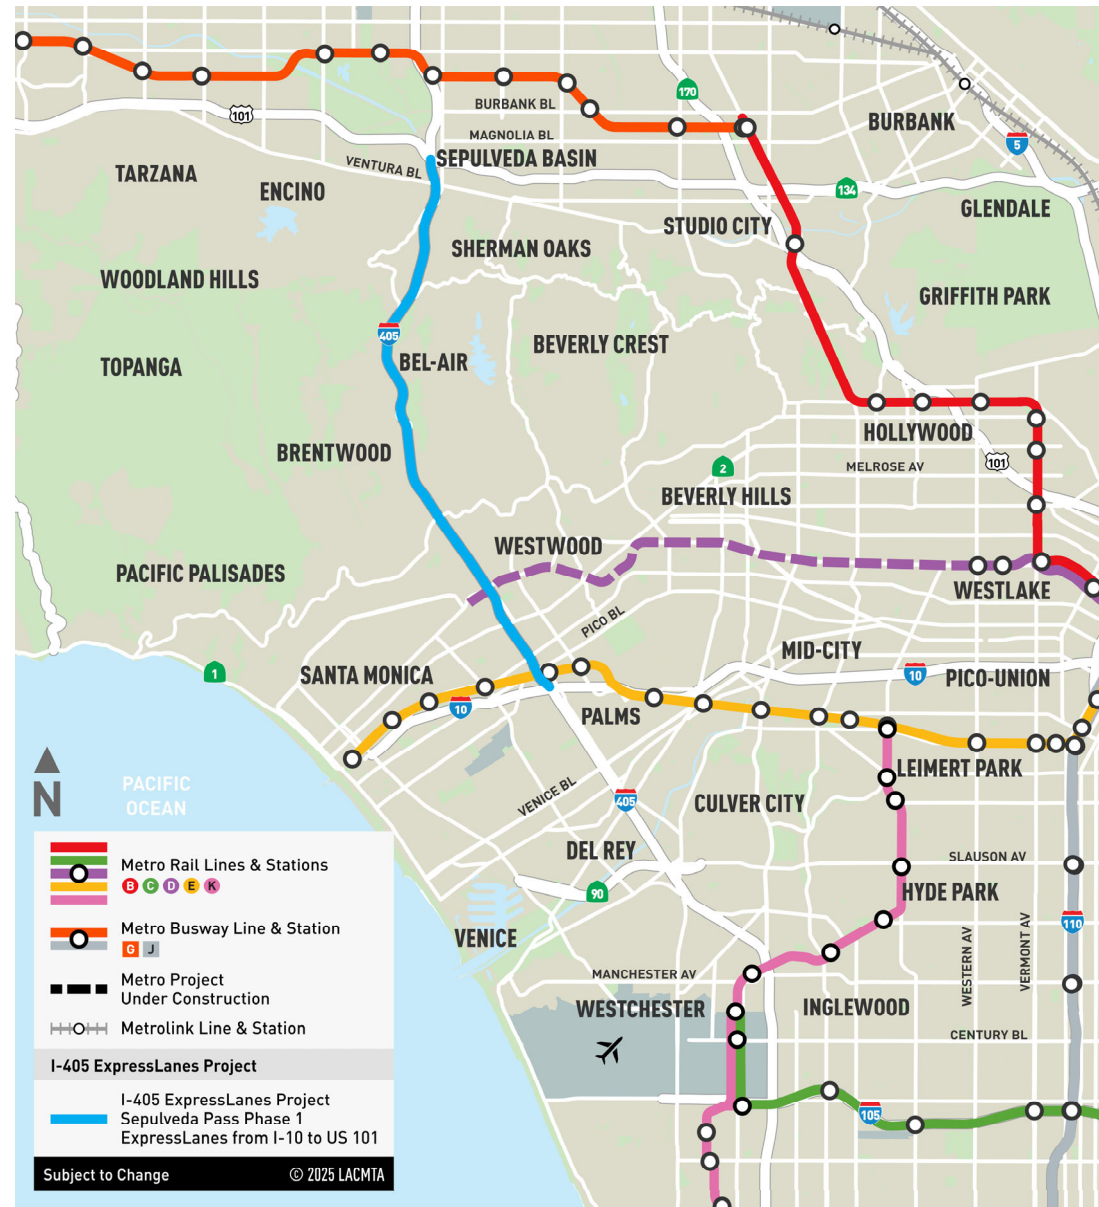 170
BURBANK BL
101
BURBANK
MAGNOLIA BL
5
SEPULVEDA BASIN
VENTURA BL
TARZANA
ENCINO
134
GLENDALE
STUDIO CITY
SHERMAN OAKS
WOODLAND HILLS
GRIFFITH PARK
405
BEVERLY CREST
BEL-AIR
TOPANGA
HOLLYWOOD
BRENTWOOD
101
2
MELROSE AV
BEVERLY HILLS
WESTWOOD
PACIFIC PALISADES
WESTLAKE
PICO BL
MID-CITY
1
SANTA MONICA
10
PICO-UNION
10
PALMS
LEIMERT PARK
N
PACIFIC
OCEAN
VENICE BL
405
CULVER CITY
DEL REY
SLAUSON AV
90
HYDE PARK
110
VENICE
WESTERN AV
VERMONT AV
MANCHESTER AV
WESTCHESTER
INGLEWOOD
CENTURY BL
105
Metro Rail Lines & Stations
B C D E K
Metro Busway Line & Station
G J
Metro Project
Under Construction
Metrolink Line & Station
I-405 ExpressLanes Project
I-405 ExpressLanes Project
Sepulveda Pass Phase 1
ExpressLanes from I-10 to US 101
Subject to Change
© 2025 LACMTA